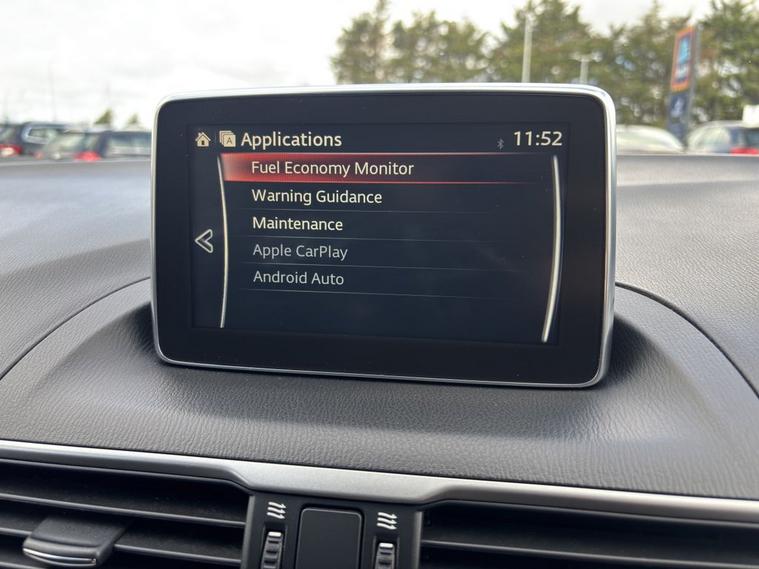 A Applications 11:52
Fuel Economy Monitor
Warning Guidance
Maintenance
Apple CarPlay
Android Auto